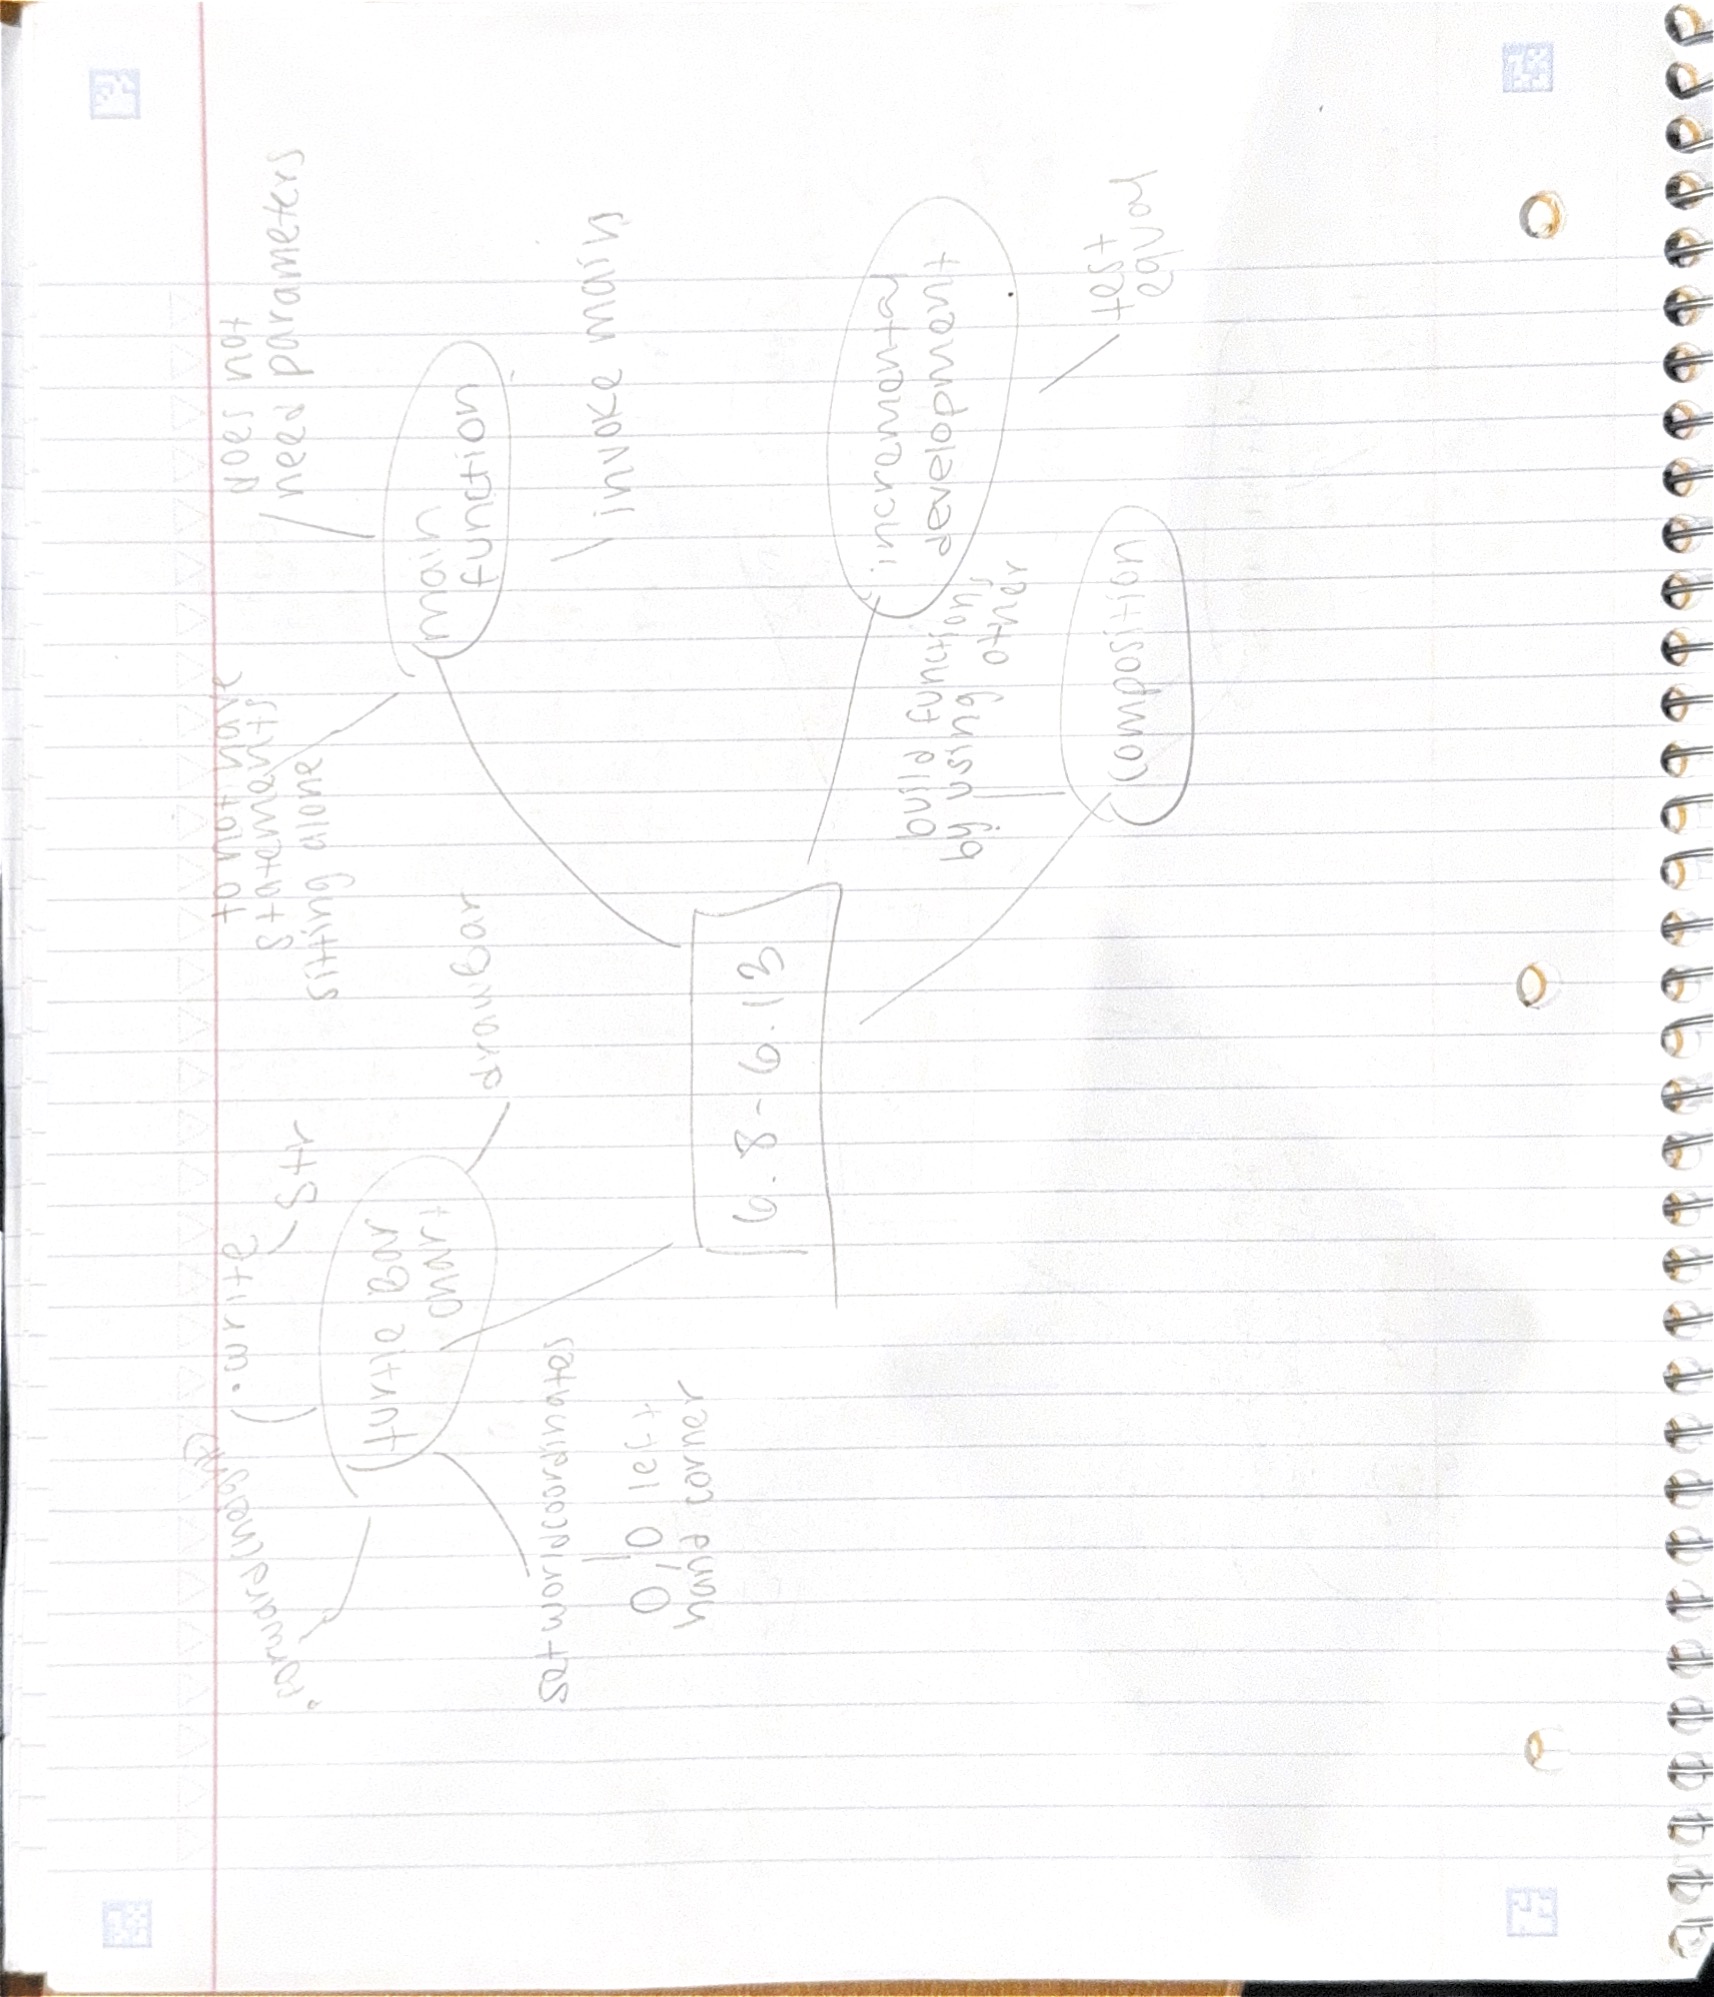 .forward(height)
.write
str
turtle Bar
chart
drawBar
setworldcoordinates
0,0 left
hand corner
6.8-6.13
to not have
statements
sitting alone
does not
need parameters
main
function
invoke main
incremental
development
test
equal
build functions
by using other
composition